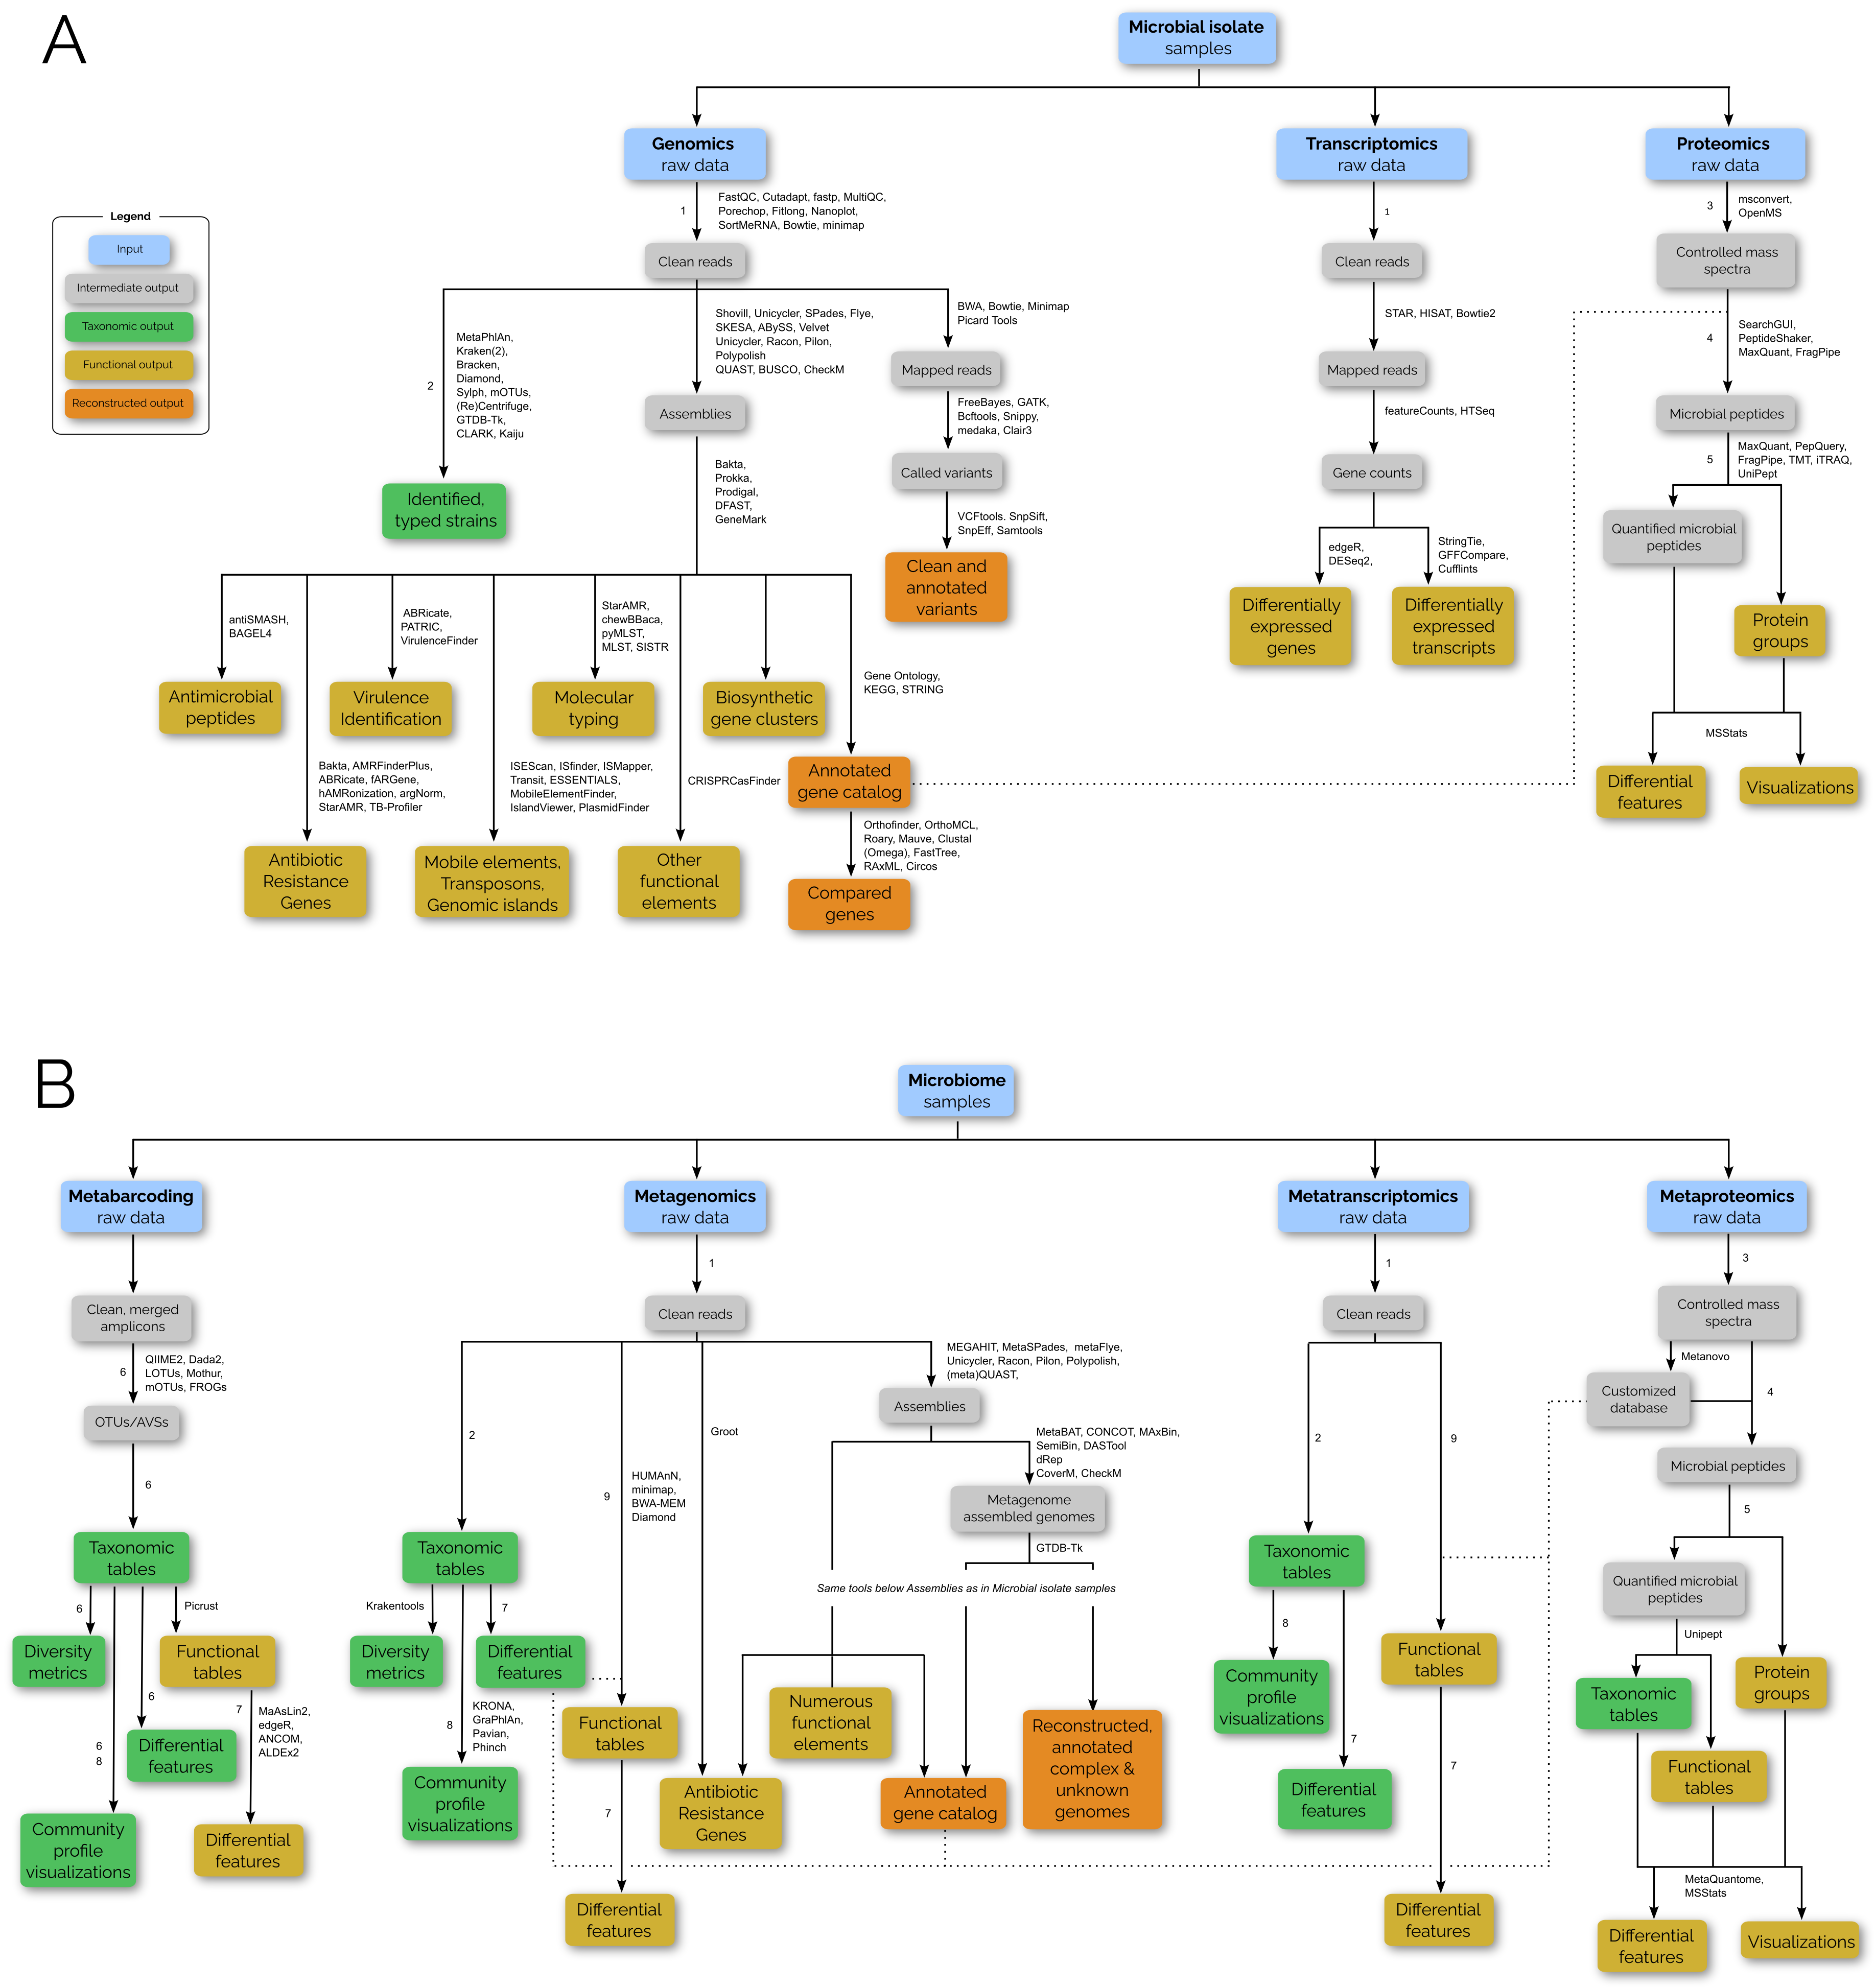 A
Microbial isolate
samples
Genomics
raw data
Transcriptomics
raw data
Proteomics
raw data
Legend
Input
Intermediate output
Taxonomic output
Functional output
Reconstructed output
1
FastQC, Cutadapt, fastp, MultiQC,
Porechop, Fitlong, Nanoplot,
SortMeRNA, Bowtie, minimap
Clean reads
2
MetaPhlAn,
Kraken(2),
Bracken,
Diamond,
Sylph, mOTUs,
(Re)Centrifuge,
GTDB-Tk,
CLARK, Kaiju
Identified,
typed strains
Shovill, Unicycler, SPades, Flye,
SKESA, ABySS, Velvet
Unicycler, Racon, Pilon,
Polypolish
QUAST, BUSCO, CheckM
Assemblies
BWA, Bowtie, Minimap
Picard Tools
Mapped reads
FreeBayes, GATK,
Bcftools, Snippy,
medaka, Clair3
Called variants
VCFtools. SnpSift,
SnpEff, Samtools
Clean and
annotated
variants
Bakta,
Prokka,
Prodigal,
DFAST,
GeneMark
antiSMASH,
BAGEL4
Antimicrobial
peptides
ABRicate,
PATRIC,
VirulenceFinder
Virulence
Identification
StarAMR,
chewBBaca,
pyMLST,
MLST, SISTR
Molecular
typing
Biosynthetic
gene clusters
Gene Ontology,
KEGG, STRING
Bakta, AMRFinderPlus,
ABRicate, fARGene,
hAMRonization, argNorm,
StarAMR, TB-Profiler
Antibiotic
Resistance
Genes
ISEScan, ISfinder, ISMapper,
Transit, ESSENTIALS,
MobileElementFinder,
IslandViewer, PlasmidFinder
Mobile elements,
Transposons,
Genomic islands
CRISPRCasFinder
Other
functional
elements
Annotated
gene catalog
Orthofinder, OrthoMCL,
Roary, Mauve, Clustal
(Omega), FastTree,
RAxML, Circos
Compared
genes
1
Clean reads
STAR, HISAT, Bowtie2
Mapped reads
featureCounts, HTSeq
Gene counts
edgeR,
DESeq2,
StringTie,
GFFCompare,
Cufflints
Differentially
expressed
genes
Differentially
expressed
transcripts
3
msconvert,
OpenMS
Controlled mass
spectra
4
SearchGUI,
PeptideShaker,
MaxQuant, FragPipe
Microbial peptides
5
MaxQuant, PepQuery,
FragPipe, TMT, iTRAQ,
UniPept
Quantified microbial
peptides
Protein
groups
MSStats
Differential
features
Visualizations
B
Microbiome
samples
Metabarcoding
raw data
Metagenomics
raw data
Metatranscriptomics
raw data
Metaproteomics
raw data
Clean, merged
amplicons
6
QIIME2, Dada2,
LOTUs, Mothur,
mOTUs, FROGs
OTUs/AVSs
6
Taxonomic
tables
6
Picrust
Diversity
metrics
Functional
tables
6
Differential
features
7
MaAsLin2,
edgeR,
ANCOM,
ALDEx2
6
8
Community
profile
visualizations
Differential
features
1
Clean reads
2
Taxonomic
tables
Krakentools
7
Diversity
metrics
Differential
features
8
KRONA,
GraPhlAn,
Pavian,
Phinch
Community
profile
visualizations
9
HUMAnN,
minimap,
BWA-MEM
Diamond
Functional
tables
7
Differential
features
Groot
MEGAHIT, MetaSPades, metaFlye,
Unicycler, Racon, Pilon, Polypolish,
(meta)QUAST,
Assemblies
MetaBAT, CONCOT, MAxBin,
SemiBin, DASTool
dRep
CoverM, CheckM
Metagenome
assembled genomes
GTDB-Tk
Same tools below Assemblies as in Microbial isolate samples
Numerous
functional
elements
Antibiotic
Resistance
Genes
Annotated
gene catalog
Reconstructed,
annotated
complex &
unknown
genomes
1
Clean reads
2
9
Taxonomic
tables
8
Community
profile
visualizations
7
Differential
features
Functional
tables
7
Differential
features
3
Controlled mass
spectra
Metanovo
Customized
database
4
Microbial peptides
5
Quantified microbial
peptides
Unipept
Taxonomic
tables
Protein
groups
Functional
tables
MetaQuantome,
MSStats
Differential
features
Visualizations